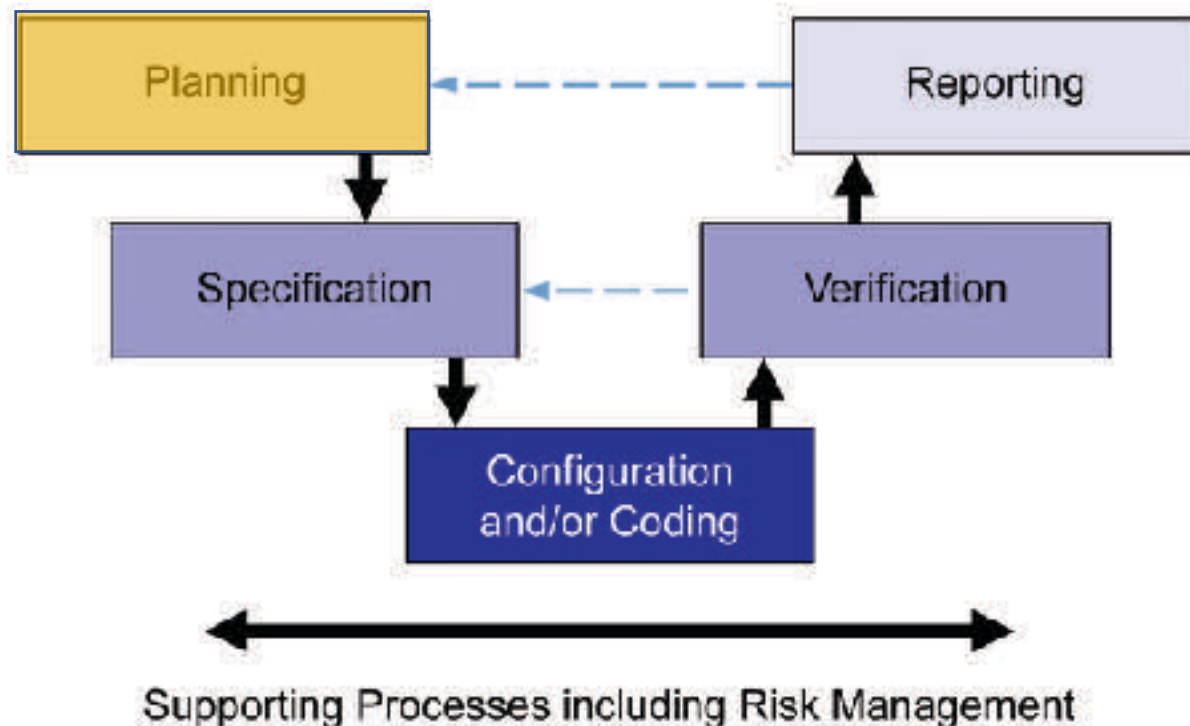 Planning
Reporting
Specification
Verification
Configuration
and/or Coding
Supporting Processes including Risk Management